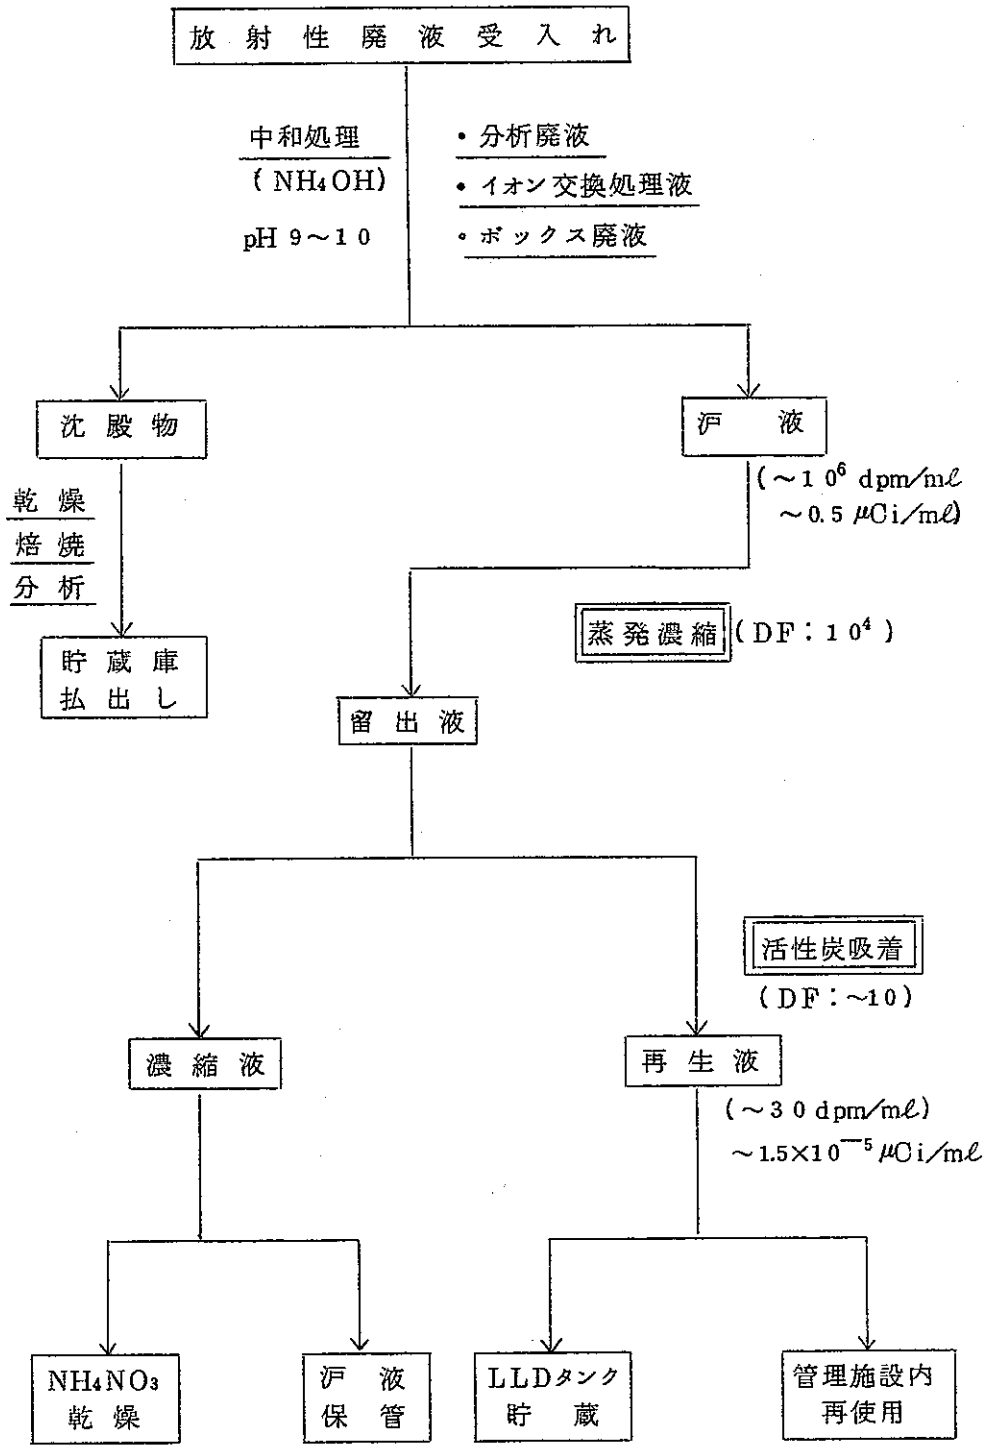 放射性廃液受入れ
中和処理
(NH₄OH)
pH 9～10
・分析廃液
・イオン交換処理液
・ボックス廃液
沈殿物
沪液
(～10⁶ dpm/mℓ
～0.5 μCi/mℓ)
乾燥
焙焼
分析
貯蔵庫
払出し
蒸発濃縮 (DF：10⁴)
留出液
活性炭吸着
(DF：～10)
濃縮液
再生液
(～30 dpm/mℓ)
～1.5×10⁻⁵ μCi/mℓ
NH₄NO₃
乾燥
沪液
保管
LLDタンク
貯蔵
管理施設内
再使用